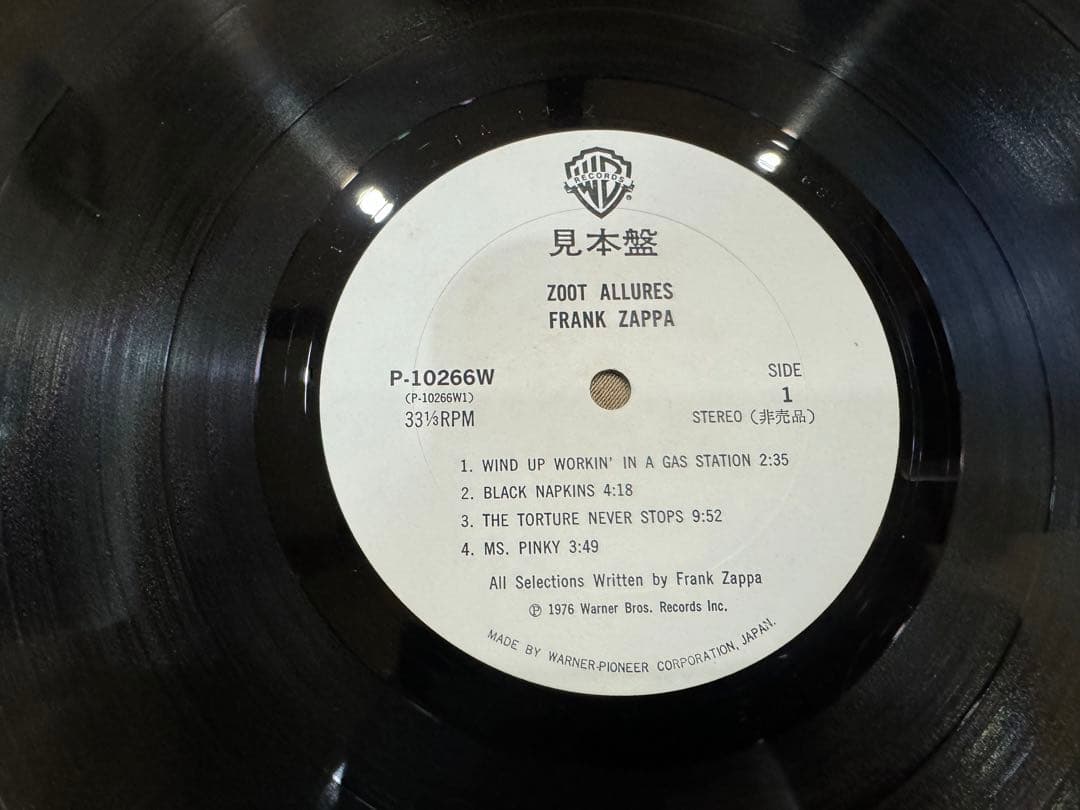 WB RECORDS ®
見本盤
ZOOT ALLURES
FRANK ZAPPA
P-10266W
(P-10266W1)
33⅓RPM
SIDE
1
STEREO (非売品)
1. WIND UP WORKIN' IN A GAS STATION 2:35
2. BLACK NAPKINS 4:18
3. THE TORTURE NEVER STOPS 9:52
4. MS. PINKY 3:49
All Selections Written by Frank Zappa
℗ 1976 Warner Bros. Records Inc.
MADE BY WARNER-PIONEER CORPORATION, JAPAN.